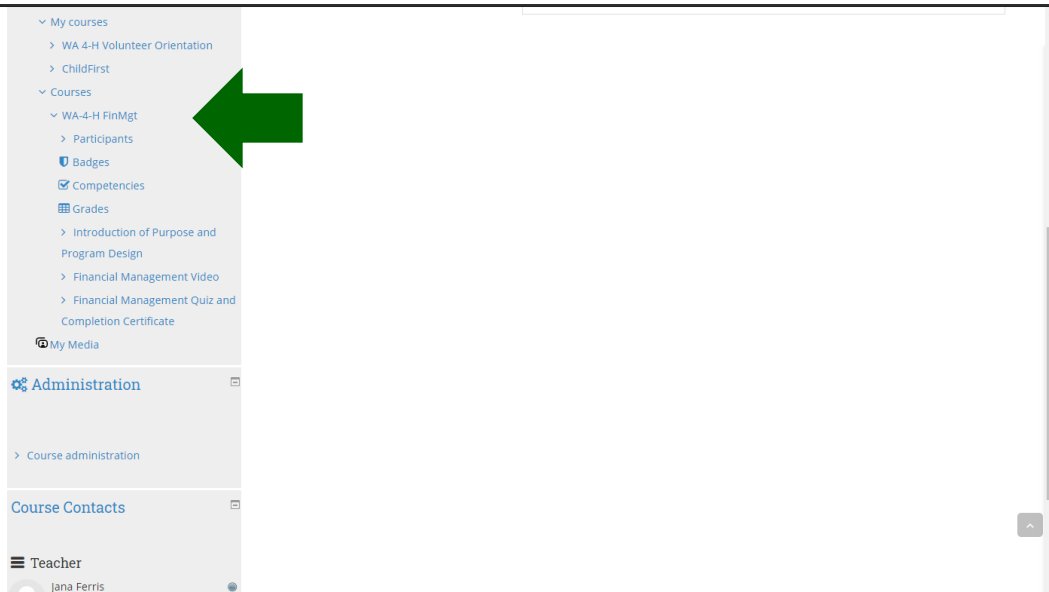 My courses
WA 4-H Volunteer Orientation
ChildFirst
Courses
WA-4-H FinMgt
Participants
Badges
Competencies
Grades
Introduction of Purpose and
Program Design
Financial Management Video
Financial Management Quiz and
Completion Certificate
My Media
Administration
Course administration
Course Contacts
Teacher
Jana Ferris